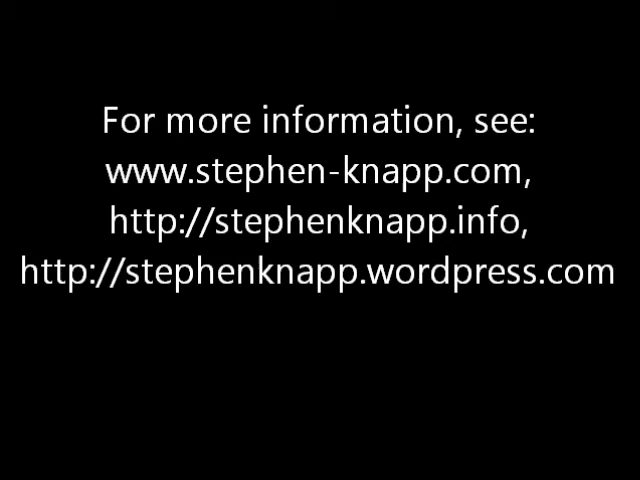 For more information, see:
www.stephen-knapp.com,
http://stephenknapp.info,
http://stephenknapp.wordpress.com